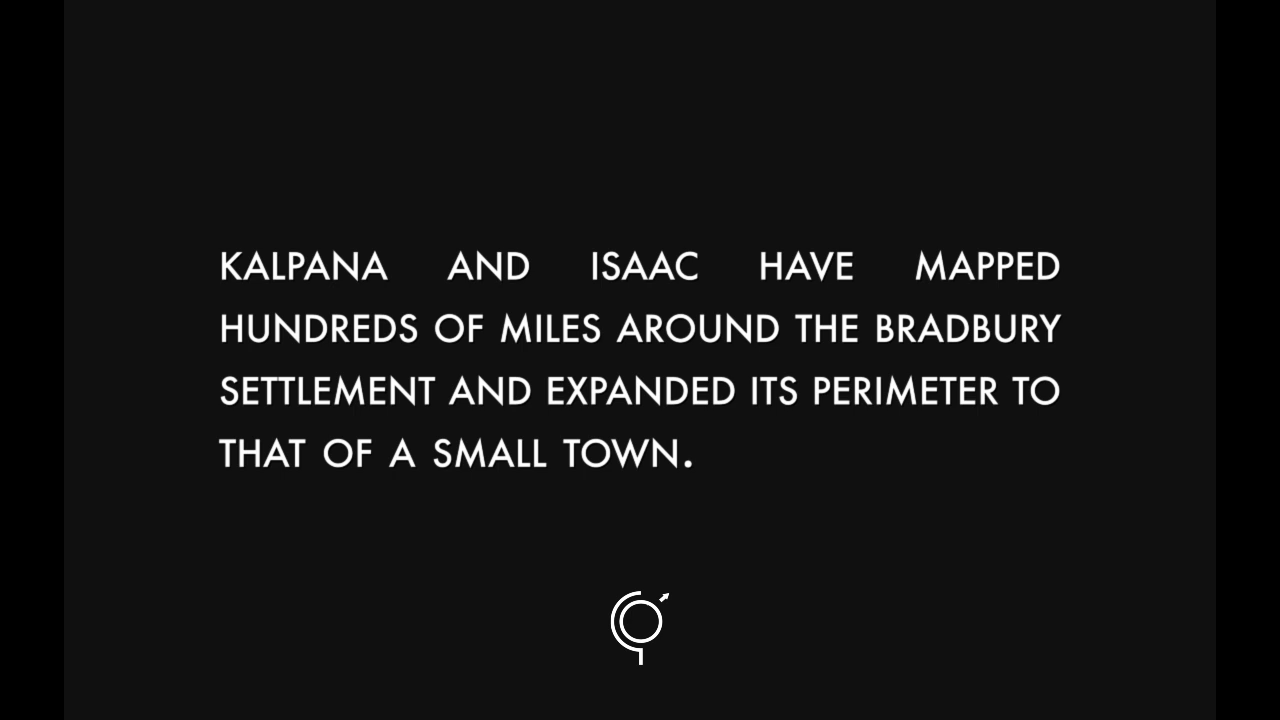 KALPANA AND ISAAC HAVE MAPPED
HUNDREDS OF MILES AROUND THE BRADBURY
SETTLEMENT AND EXPANDED ITS PERIMETER TO
THAT OF A SMALL TOWN.